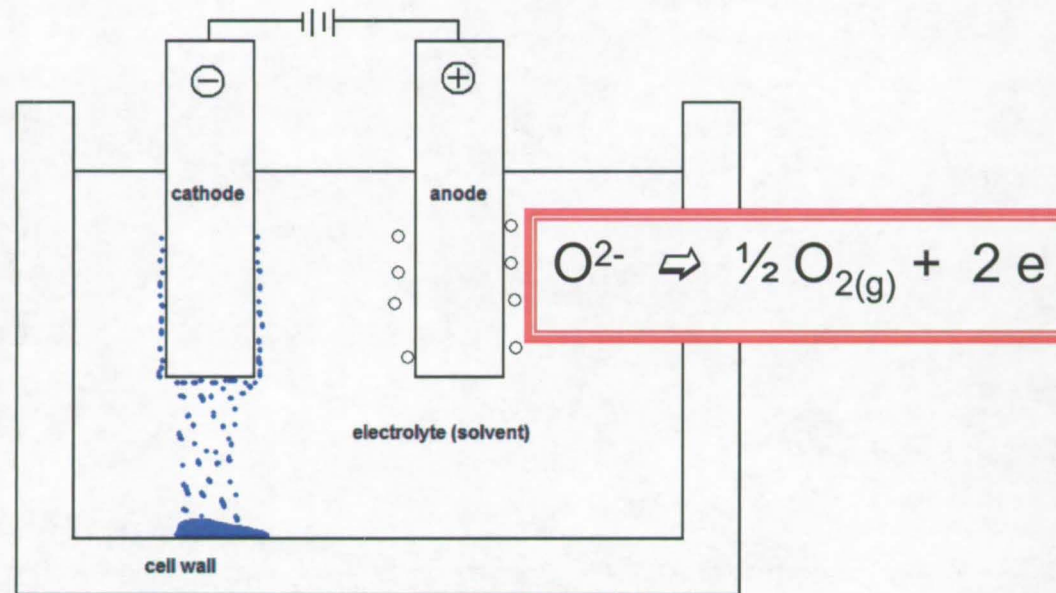 − +
cathode anode
O²⁻ ⇨ ½ O₂(g) + 2 e
electrolyte (solvent)
cell wall